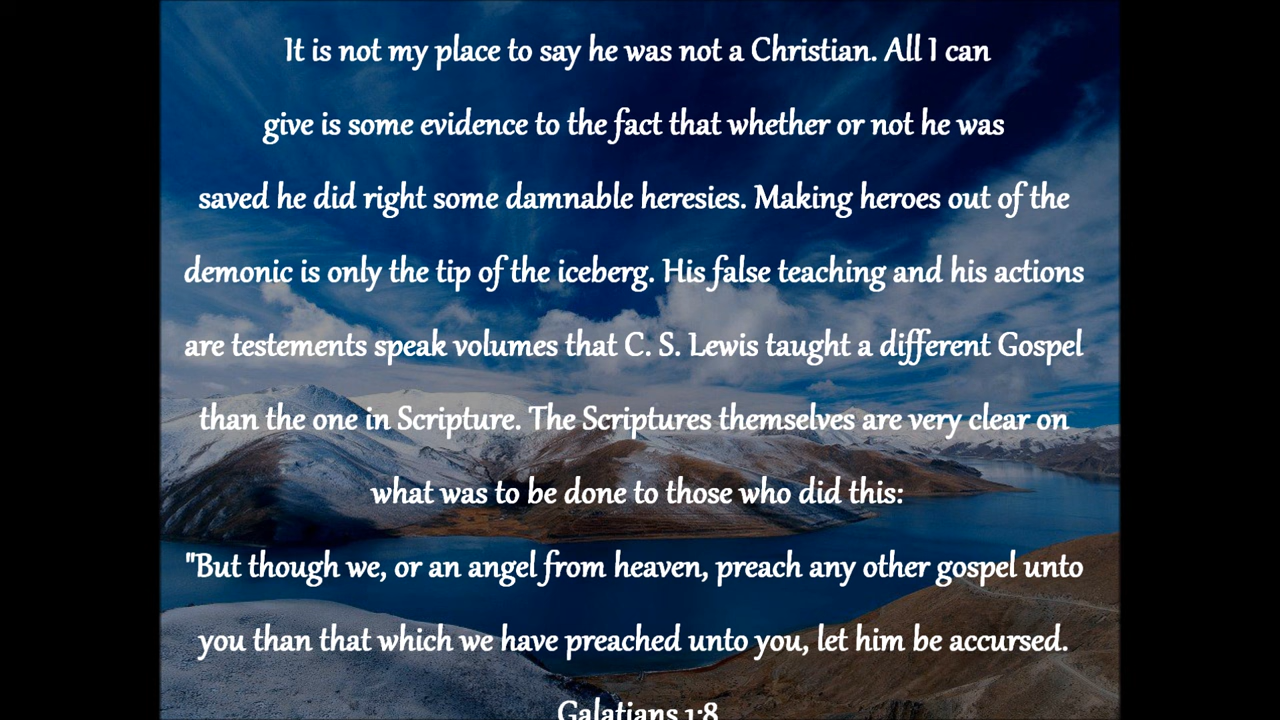 It is not my place to say he was not a Christian. All I can
give is some evidence to the fact that whether or not he was
saved he did right some damnable heresies. Making heroes out of the
demonic is only the tip of the iceberg. His false teaching and his actions
are testements speak volumes that C. S. Lewis taught a different Gospel
than the one in Scripture. The Scriptures themselves are very clear on
what was to be done to those who did this:
"But though we, or an angel from heaven, preach any other gospel unto
you than that which we have preached unto you, let him be accursed.
Galatians 1:8